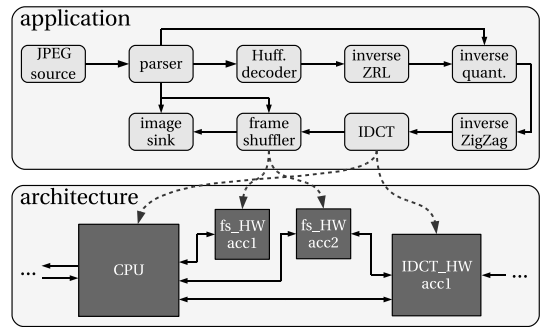 application
JPEG
source
parser
Huff.
decoder
inverse
ZRL
inverse
quant.
image
sink
frame
shuffler
IDCT
inverse
ZigZag
architecture
...
CPU
fs_HW
acc1
fs_HW
acc2
IDCT_HW
acc1
...